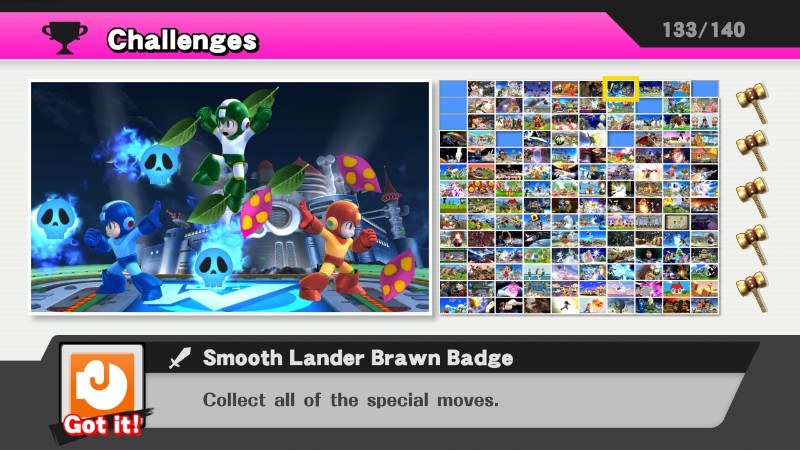 Challenges
133/140
Smooth Lander Brawn Badge
Collect all of the special moves.
Got it!